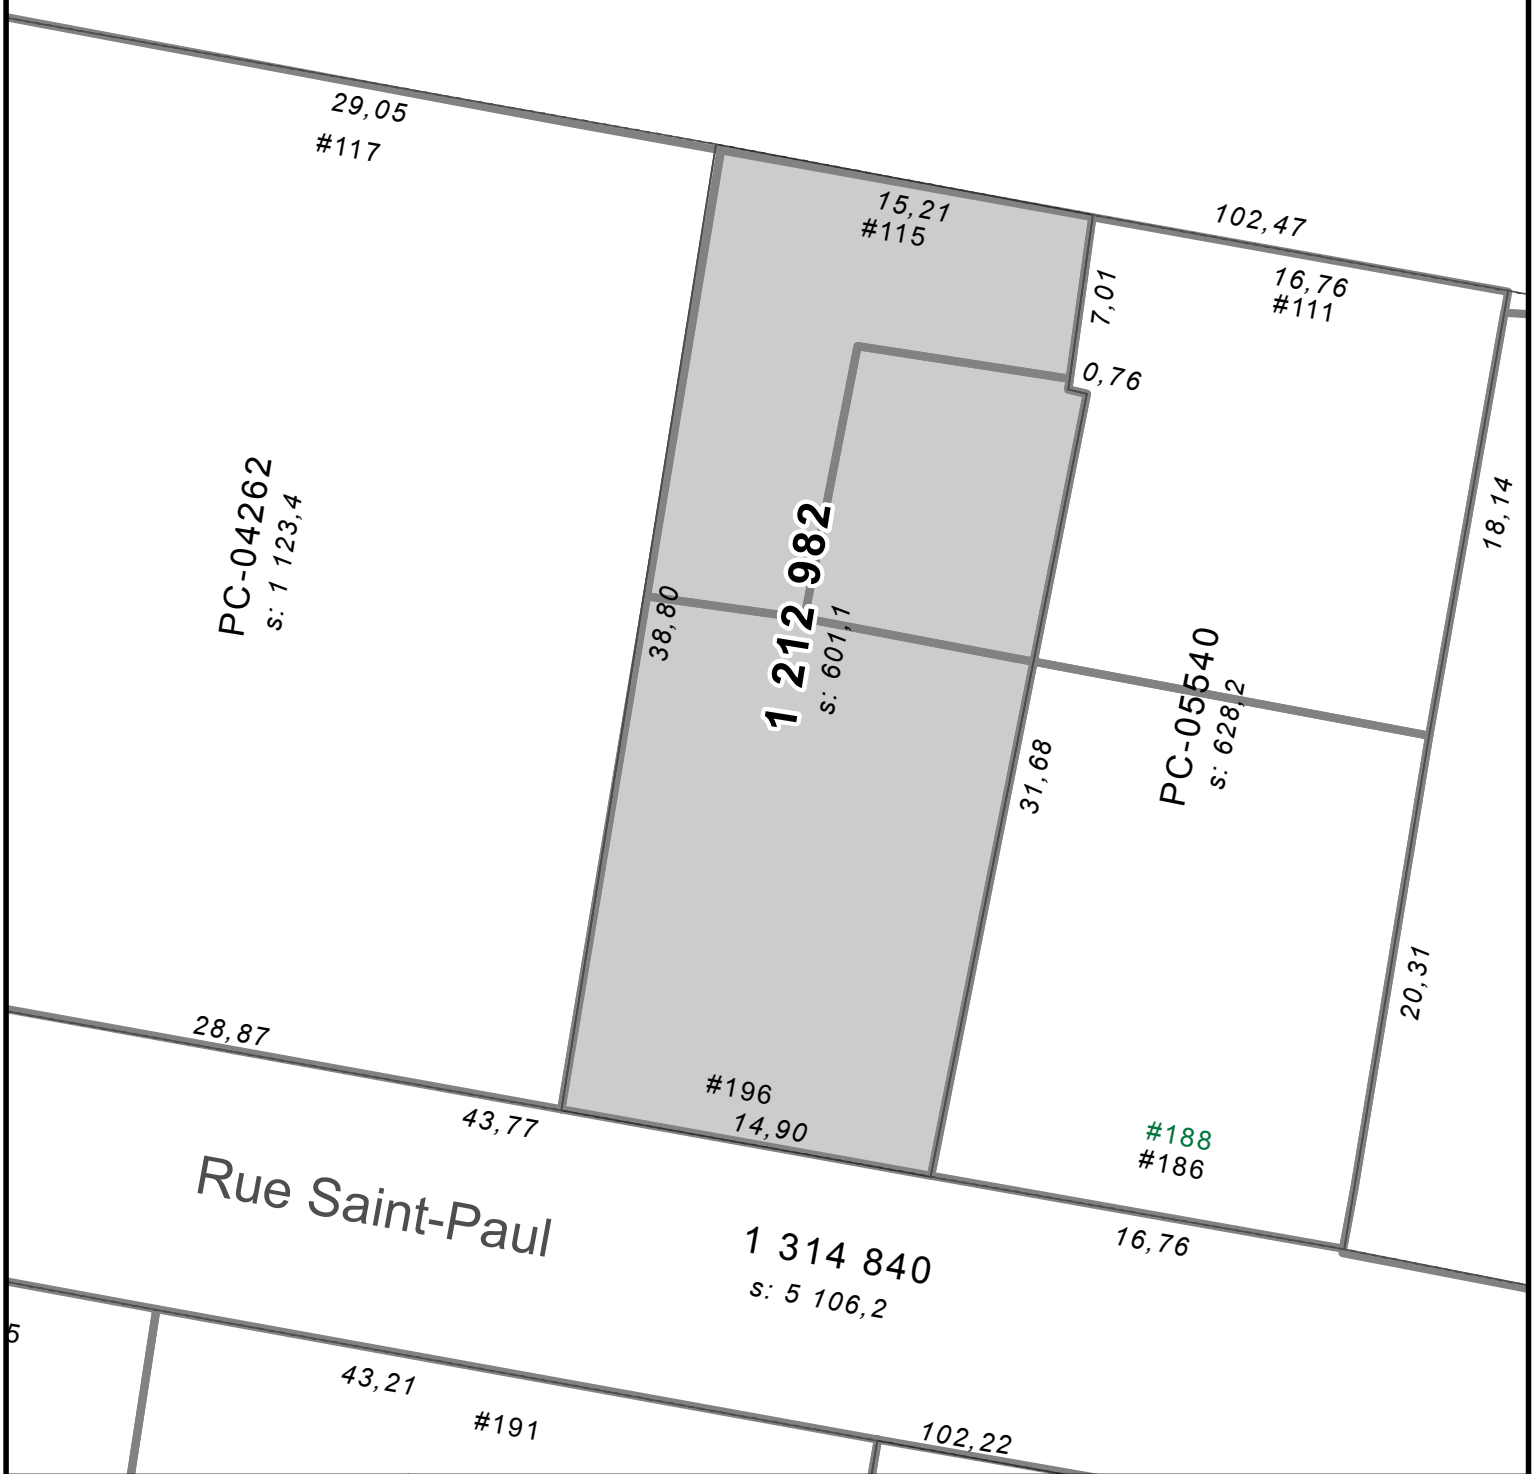 29,05
#117
15,21
#115
102,47
16,76
#111
7,01
0,76
PC-04262
s: 1 123,4
38,80
1 212 982
s: 601,1
18,14
PC-05540
s: 628,2
31,68
20,31
28,87
43,77
#196
14,90
#188
#186
16,76
Rue Saint-Paul
1 314 840
s: 5 106,2
5
43,21
#191
102,22